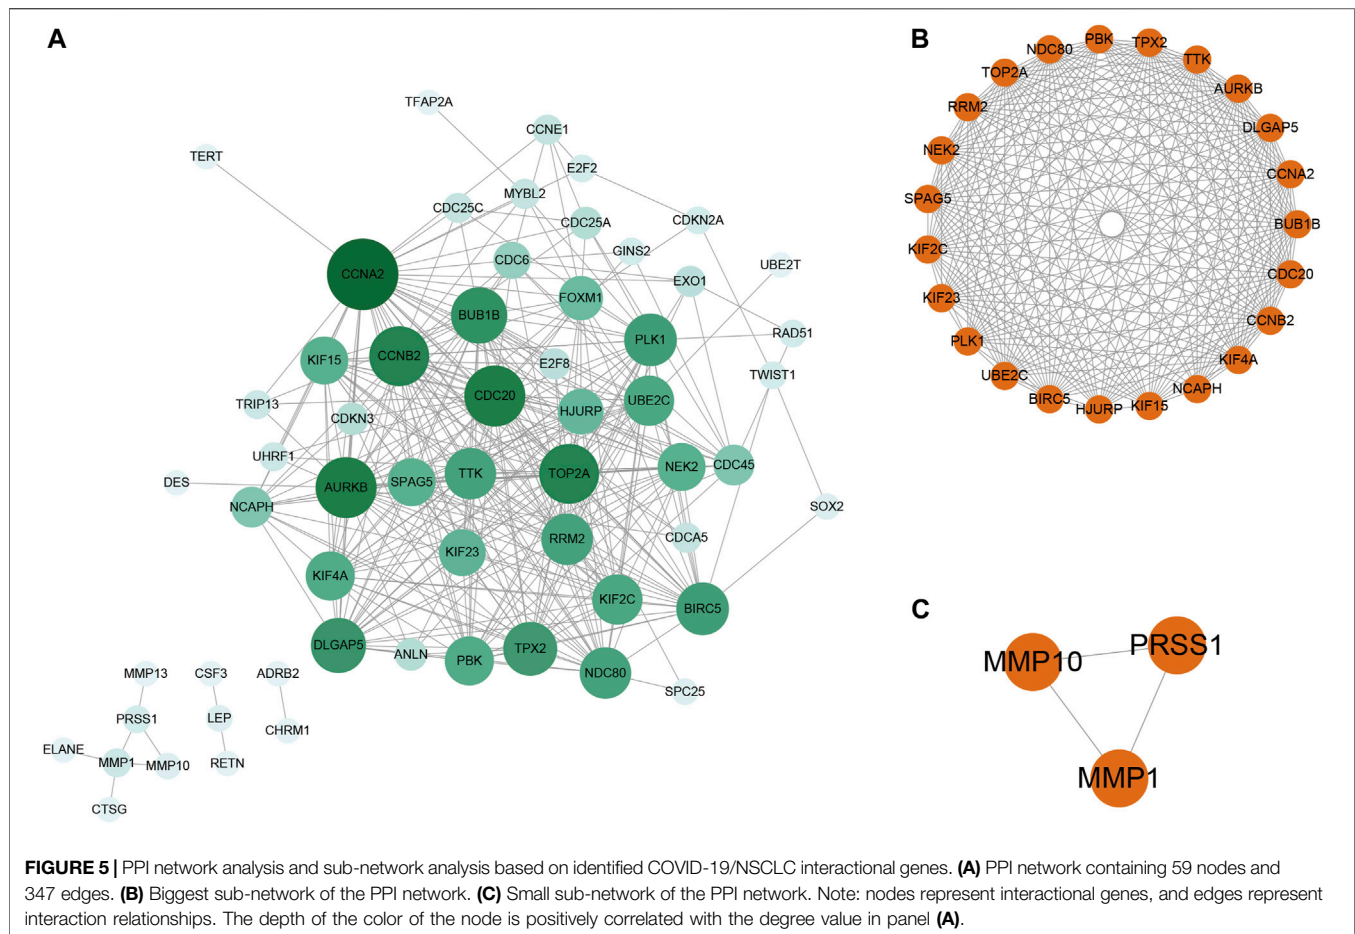 A
TFAP2A
CCNE1
TERT
E2F2
MYBL2
CDC25C
CDC25A
CDKN2A
GINS2
CDC6
UBE2T
CCNA2
EXO1
FOXM1
BUB1B
RAD51
PLK1
CCNB2
KIF15
E2F8
TWIST1
CDC20
UBE2C
TRIP13
HJURP
CDKN3
UHRF1
NEK2
CDC45
TTK
TOP2A
DES
SPAG5
AURKB
NCAPH
SOX2
CDCA5
RRM2
KIF23
KIF4A
KIF2C
BIRC5
DLGAP5
ANLN
TPX2
PBK
NDC80
SPC25
MMP13
CSF3
ADRB2
PRSS1
LEP
CHRM1
ELANE
MMP1
MMP10
RETN
CTSG
B
PBK
TPX2
NDC80
TTK
TOP2A
AURKB
RRM2
DLGAP5
NEK2
CCNA2
SPAG5
BUB1B
KIF2C
CDC20
KIF23
CCNB2
PLK1
KIF4A
UBE2C
NCAPH
BIRC5
KIF15
HJURP
C
PRSS1
MMP10
MMP1
FIGURE 5 | PPI network analysis and sub-network analysis based on identified COVID-19/NSCLC interactional genes. (A) PPI network containing 59 nodes and
347 edges. (B) Biggest sub-network of the PPI network. (C) Small sub-network of the PPI network. Note: nodes represent interactional genes, and edges represent
interaction relationships. The depth of the color of the node is positively correlated with the degree value in panel (A).